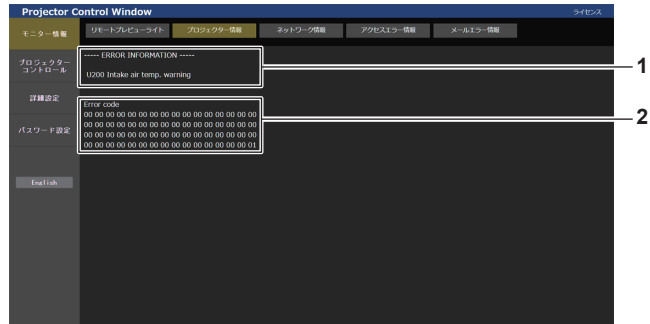 Projector Control Window
ライセンス
モニター情報
リモートプレビューライト
プロジェクター情報
ネットワーク情報
アクセスエラー情報
メールエラー情報
プロジェクター
コントロール
詳細設定
パスワード設定
English
----- ERROR INFORMATION -----
U200 Intake air temp. warning
1
Error code
00 00 00 00 00 00 00 00 00 00 00 00 00 00 00 00
00 00 00 00 00 00 00 00 00 00 00 00 00 00 00 00
00 00 00 00 00 00 00 00 00 00 00 00 00 00 00 00
00 00 00 00 00 00 00 00 00 00 00 00 00 00 00 01
2